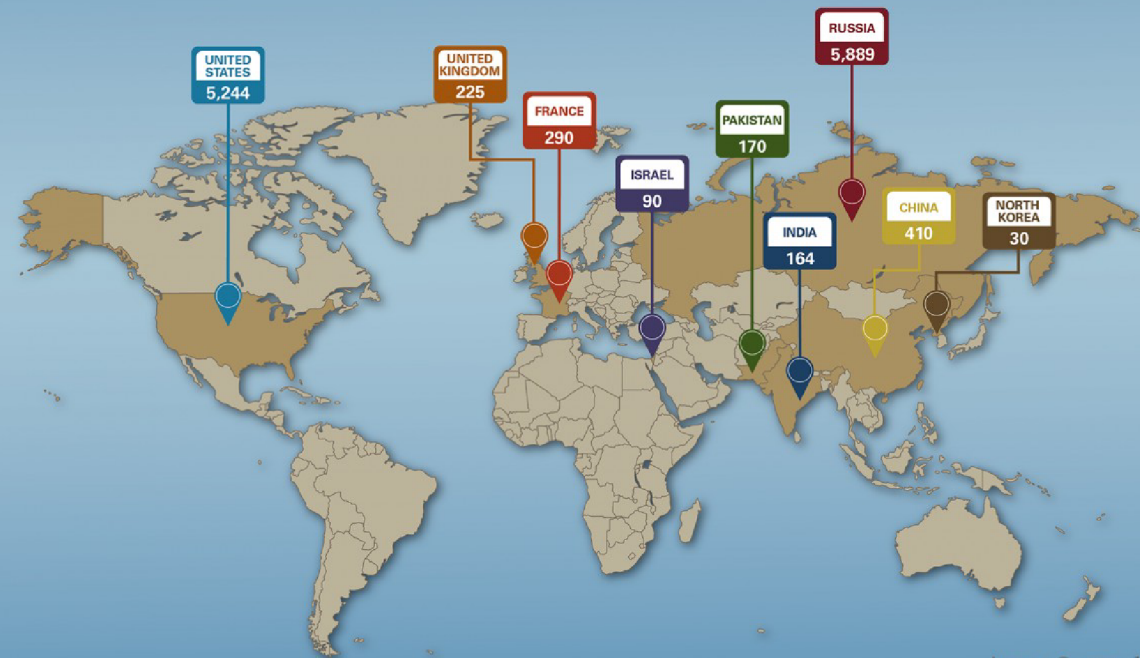 UNITED
STATES
5,244
UNITED
KINGDOM
225
FRANCE
290
ISRAEL
90
PAKISTAN
170
INDIA
164
RUSSIA
5,889
CHINA
410
NORTH
KOREA
30